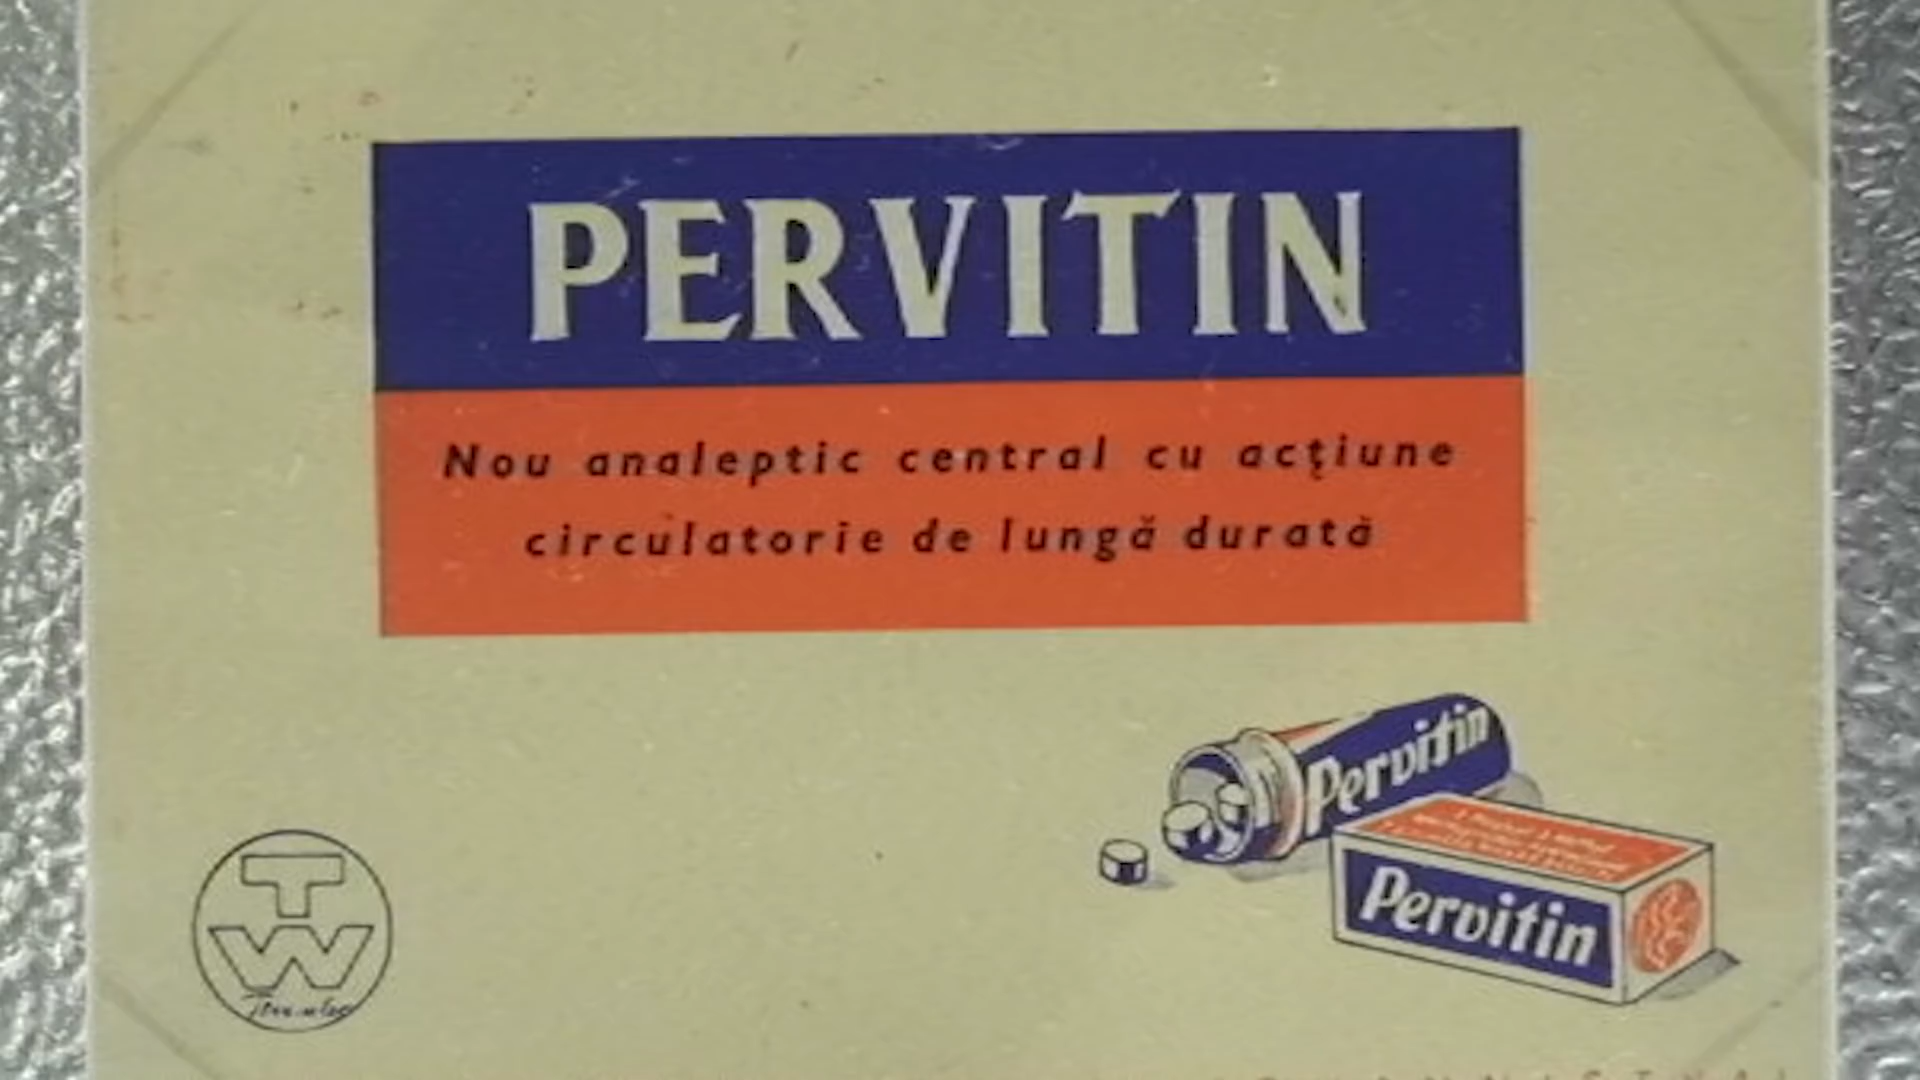 PERVITIN
Nou analeptic central cu acţiune
circulatorie de lungă durată
Pervitin
Pervitin
T
W